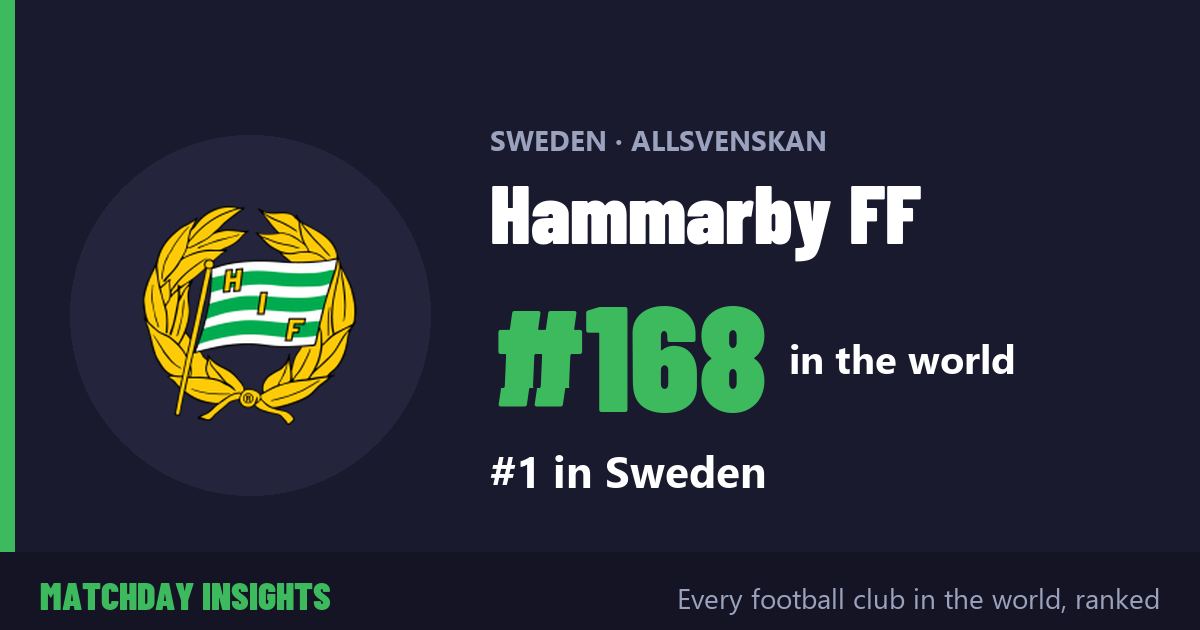 SWEDEN · ALLSVENSKAN
Hammarby FF
H
I
F
®
#168 in the world
#1 in Sweden
MATCHDAY INSIGHTS
Every football club in the world, ranked